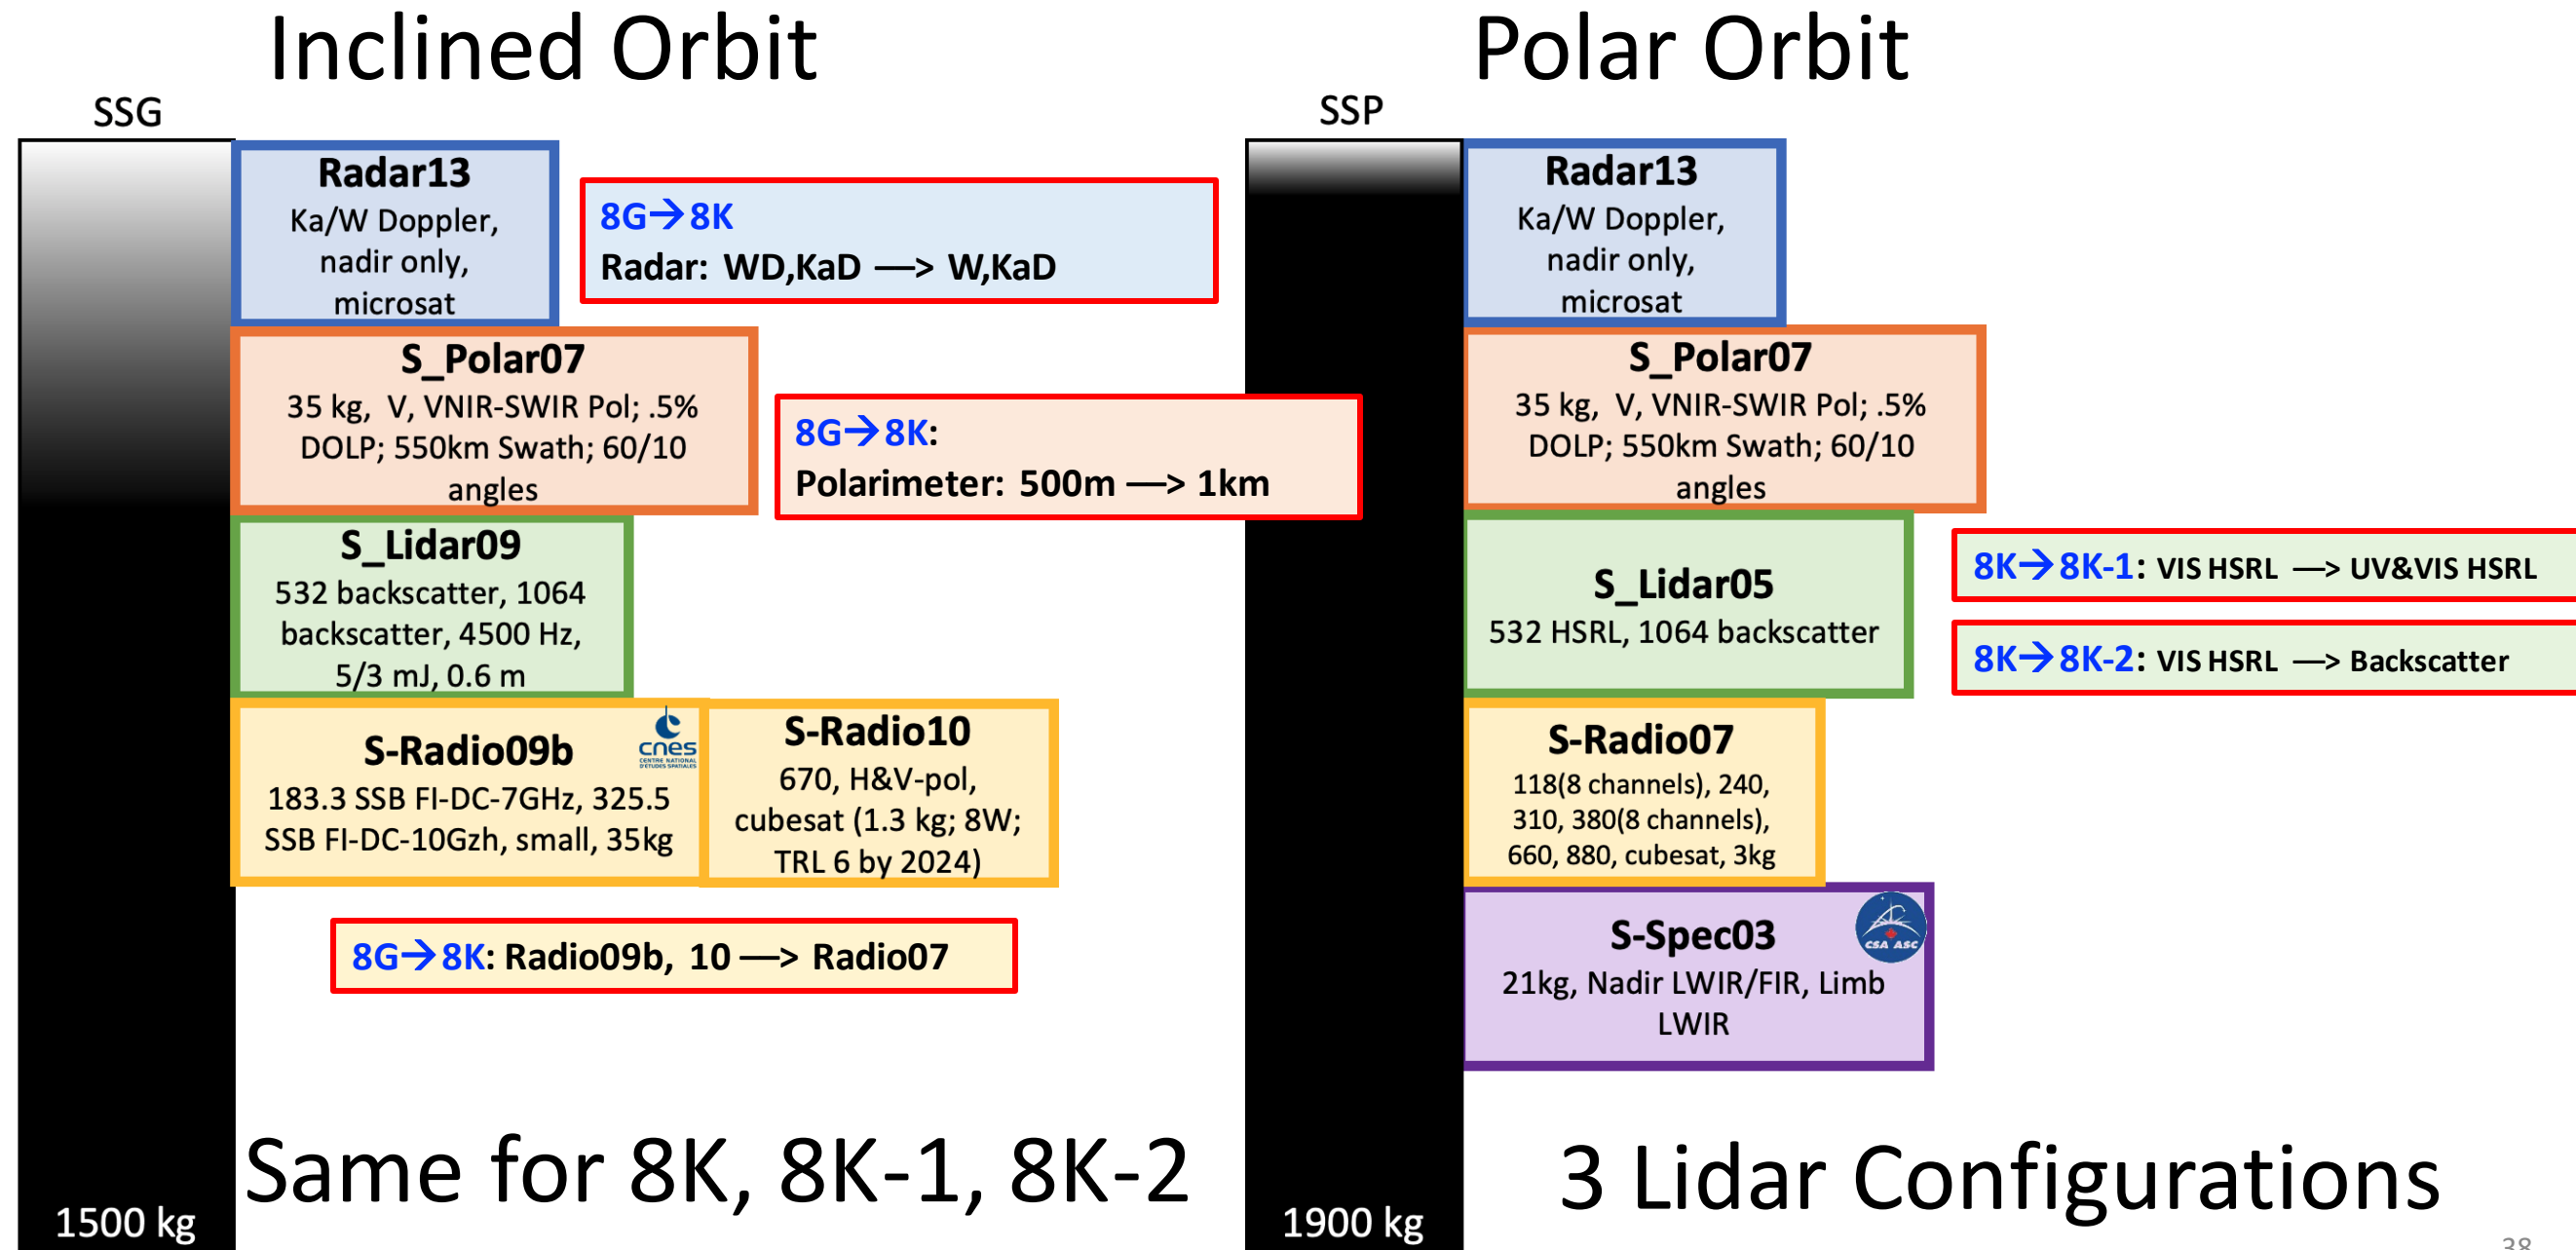 Inclined Orbit
SSG
Radar13
Ka/W Doppler,
nadir only,
microsat
8G→8K
Radar: WD,KaD —> W,KaD
S_Polar07
35 kg, V, VNIR-SWIR Pol; .5%
DOLP; 550km Swath; 60/10
angles
8G→8K:
Polarimeter: 500m —> 1km
S_Lidar09
532 backscatter, 1064
backscatter, 4500 Hz,
5/3 mJ, 0.6 m
S-Radio09b
cnes
CENTRE NATIONAL
D'ÉTUDES SPATIALES
183.3 SSB FI-DC-7GHz, 325.5
SSB FI-DC-10Gzh, small, 35kg
S-Radio10
670, H&V-pol,
cubesat (1.3 kg; 8W;
TRL 6 by 2024)
8G→8K: Radio09b, 10 —> Radio07
Same for 8K, 8K-1, 8K-2
1500 kg
Polar Orbit
SSP
Radar13
Ka/W Doppler,
nadir only,
microsat
S_Polar07
35 kg, V, VNIR-SWIR Pol; .5%
DOLP; 550km Swath; 60/10
angles
S_Lidar05
532 HSRL, 1064 backscatter
8K→8K-1: VIS HSRL —> UV&VIS HSRL
8K→8K-2: VIS HSRL —> Backscatter
S-Radio07
118(8 channels), 240,
310, 380(8 channels),
660, 880, cubesat, 3kg
S-Spec03
CSA ASC
21kg, Nadir LWIR/FIR, Limb
LWIR
3 Lidar Configurations
1900 kg
38